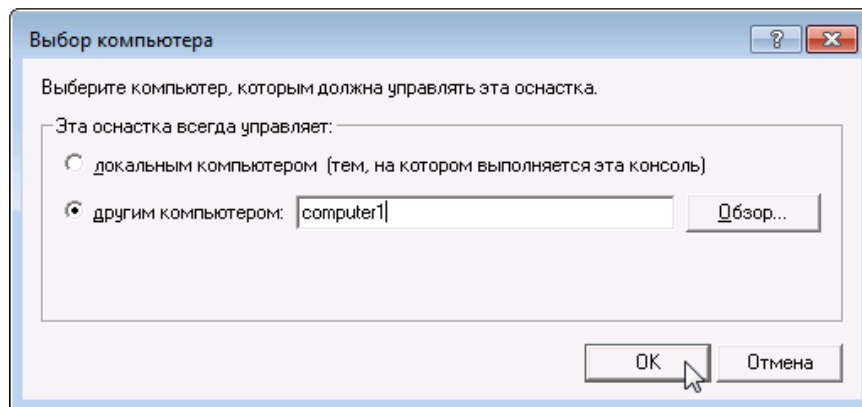 Выбор компьютера
Выберите компьютер, которым должна управлять эта оснастка.
Эта оснастка всегда управляет:
локальным компьютером (тем, на котором выполняется эта консоль)
другим компьютером: computer1 Обзор...
ОК Отмена